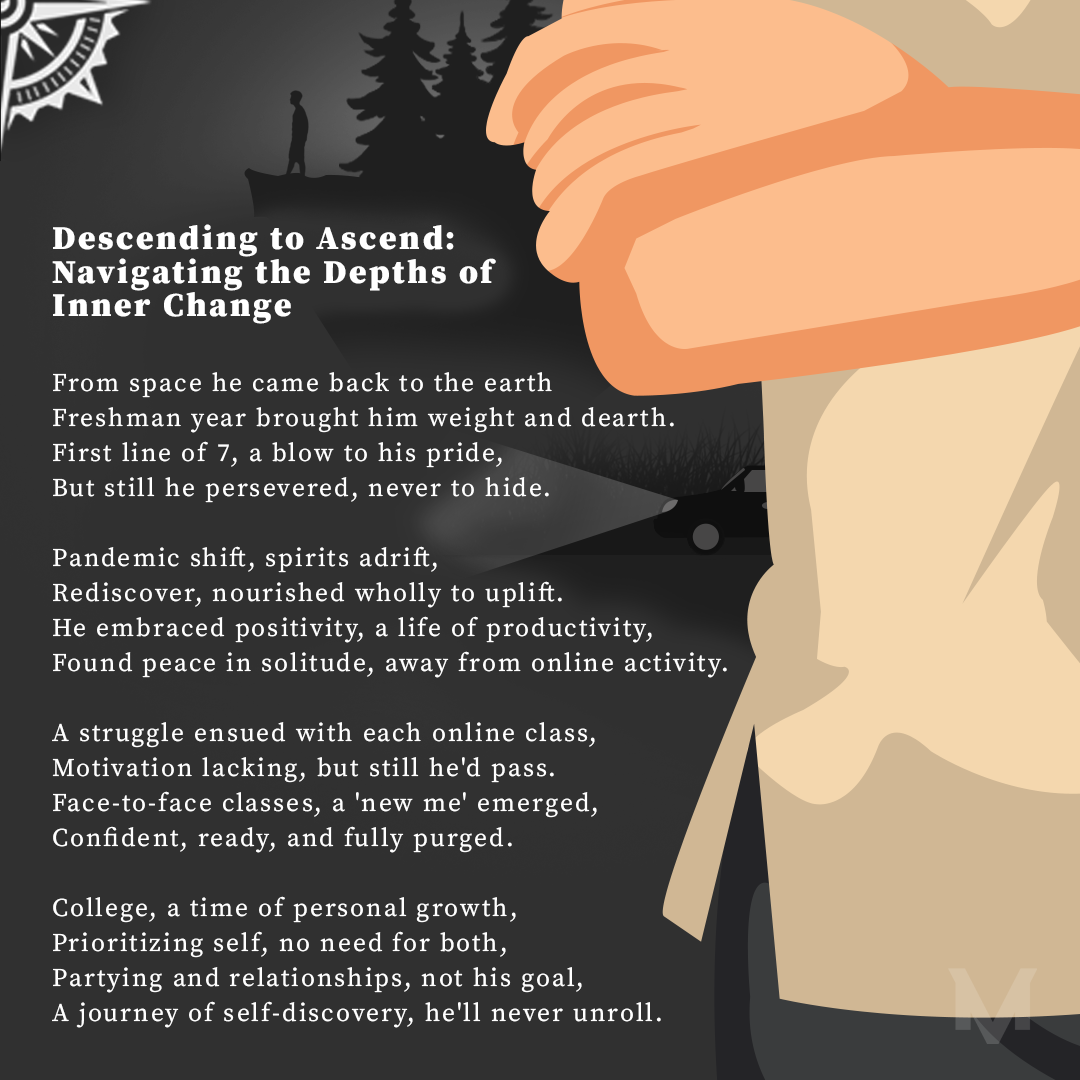 Descending to Ascend:
Navigating the Depths of
Inner Change
From space he came back to the earth
Freshman year brought him weight and dearth.
First line of 7, a blow to his pride,
But still he persevered, never to hide.
Pandemic shift, spirits adrift,
Rediscover, nourished wholly to uplift.
He embraced positivity, a life of productivity,
Found peace in solitude, away from online activity.
A struggle ensued with each online class,
Motivation lacking, but still he'd pass.
Face-to-face classes, a 'new me' emerged,
Confident, ready, and fully purged.
College, a time of personal growth,
Prioritizing self, no need for both,
Partying and relationships, not his goal,
A journey of self-discovery, he'll never unroll.
M